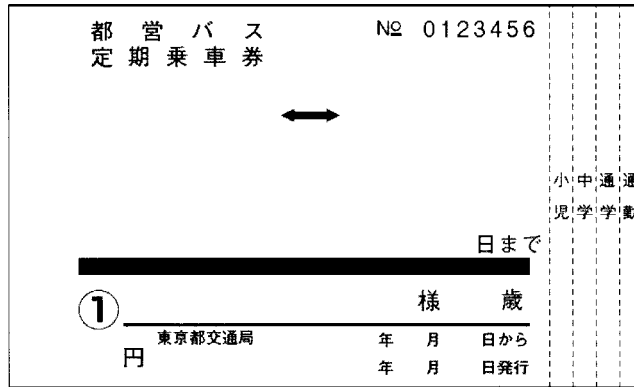 都営バス № 0123456
定期乗車券
日まで
① 様 歳
東京都交通局 年 月 日から
円 年 月 日発行
小児
中学
通学
通勤